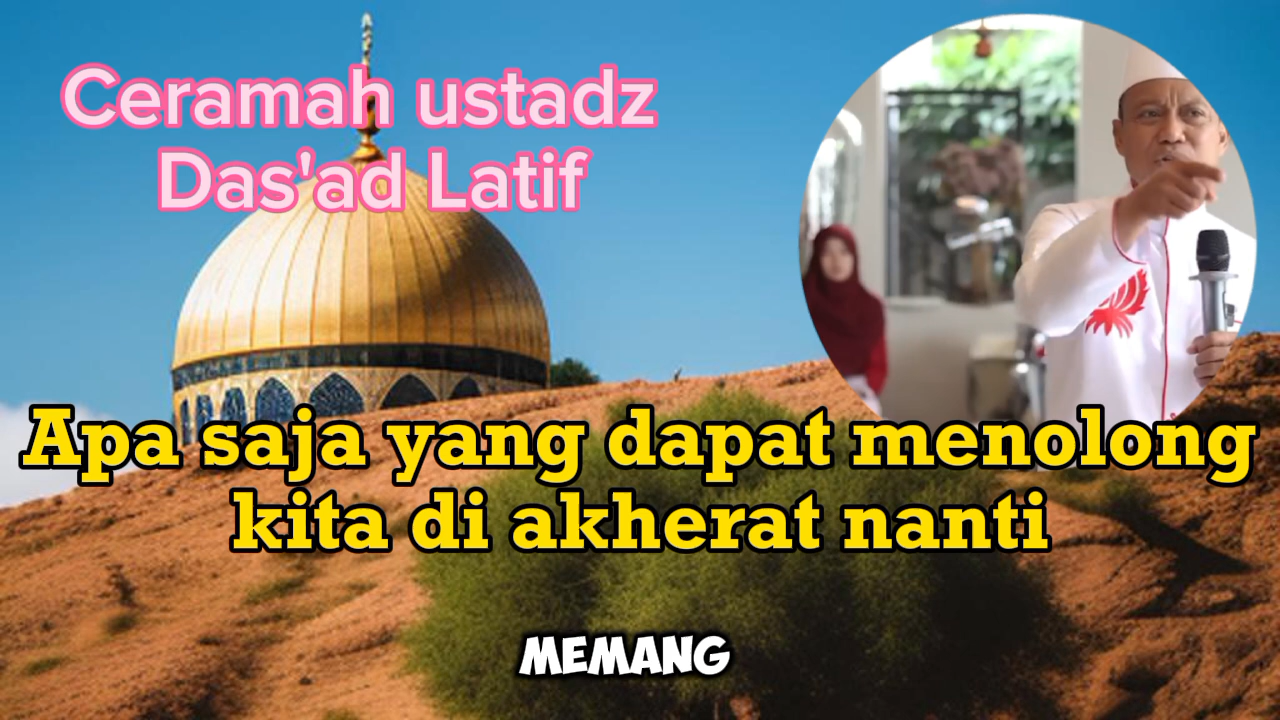 Ceramah ustadz
Das'ad Latif
Apa saja yang dapat menolong
kita di akherat nanti
MEMANG